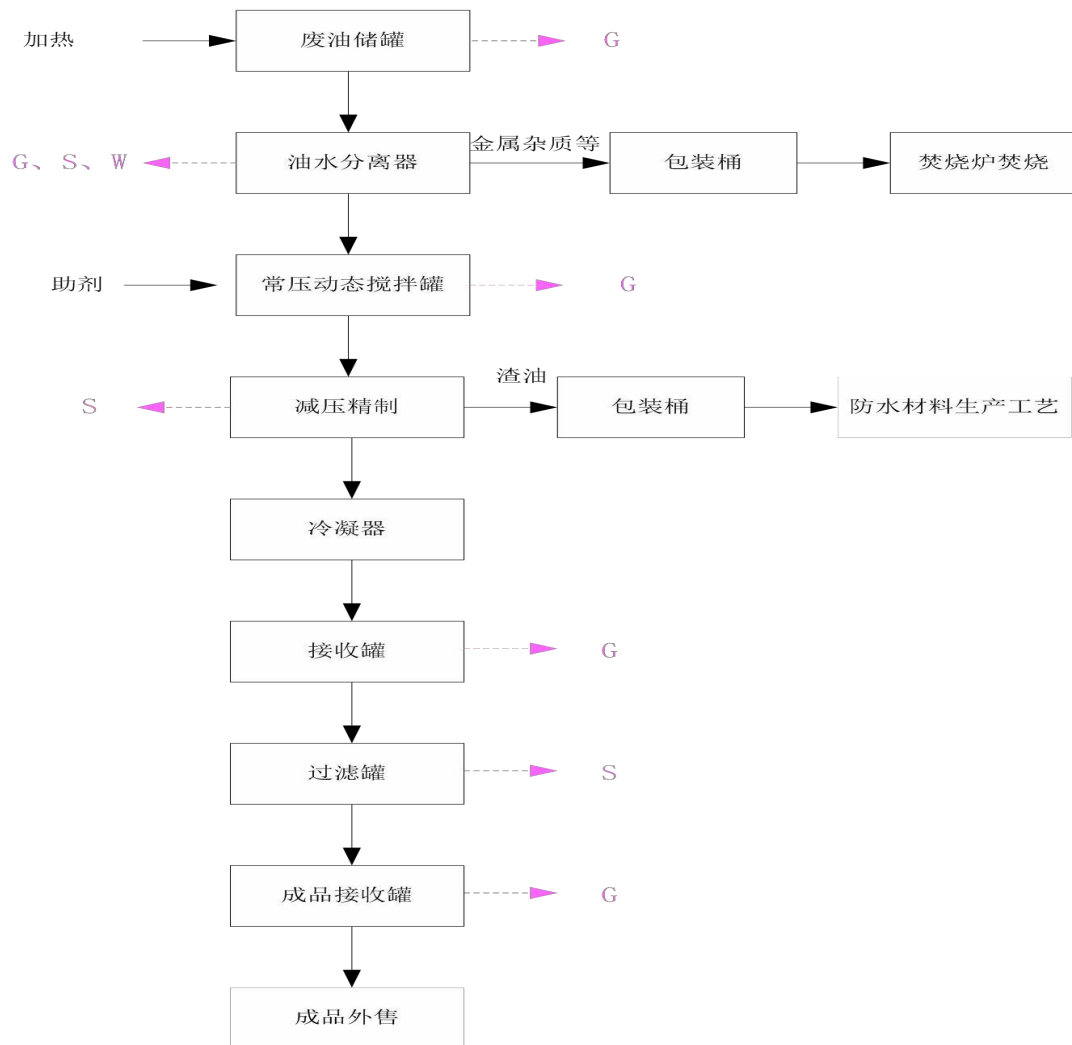 加热
废油储罐
G
G、S、W
油水分离器
金属杂质等
包装桶
焚烧炉焚烧
助剂
常压动态搅拌罐
G
S
减压精制
渣油
包装桶
防水材料生产工艺
冷凝器
接收罐
G
过滤罐
S
成品接收罐
G
成品外售